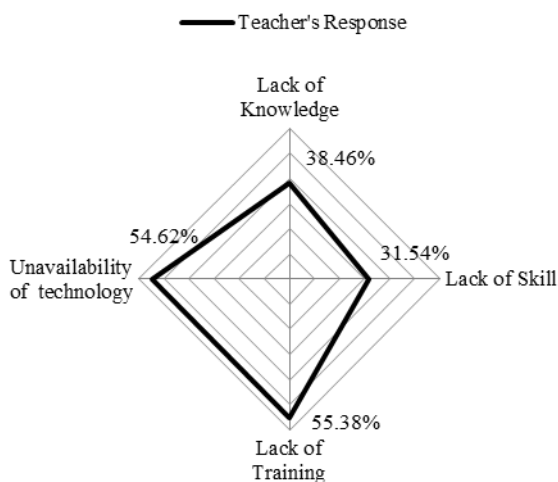 Teacher's Response
Lack of
Knowledge
38.46%
54.62%
31.54%
Unavailability
of technology
Lack of Skill
55.38%
Lack of
Training